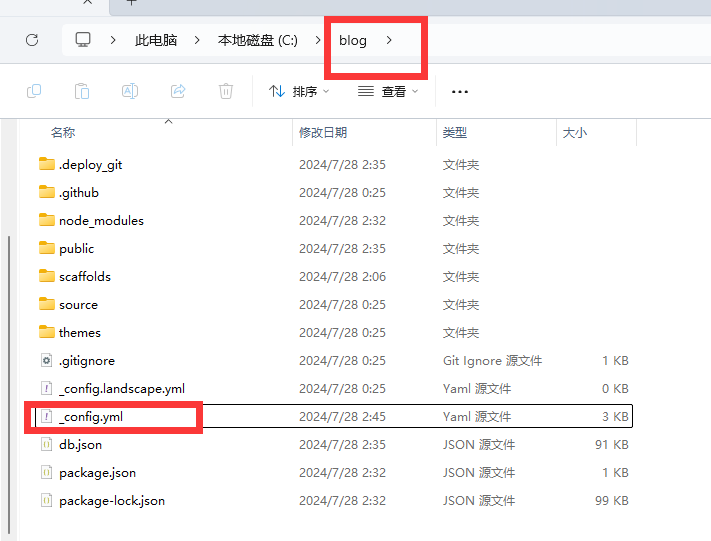 此电脑 本地磁盘 (C:) blog
排序 查看 ...
名称 修改日期 类型 大小
.deploy_git 2024/7/28 2:35 文件夹
.github 2024/7/28 0:25 文件夹
node_modules 2024/7/28 2:32 文件夹
public 2024/7/28 2:35 文件夹
scaffolds 2024/7/28 2:06 文件夹
source 2024/7/28 0:25 文件夹
themes 2024/7/28 0:25 文件夹
.gitignore 2024/7/28 0:25 Git Ignore 源文件 1 KB
_config.landscape.yml 2024/7/28 0:25 Yaml 源文件 0 KB
_config.yml 2024/7/28 2:45 Yaml 源文件 3 KB
db.json 2024/7/28 2:35 JSON 源文件 91 KB
package.json 2024/7/28 2:32 JSON 源文件 1 KB
package-lock.json 2024/7/28 2:32 JSON 源文件 99 KB